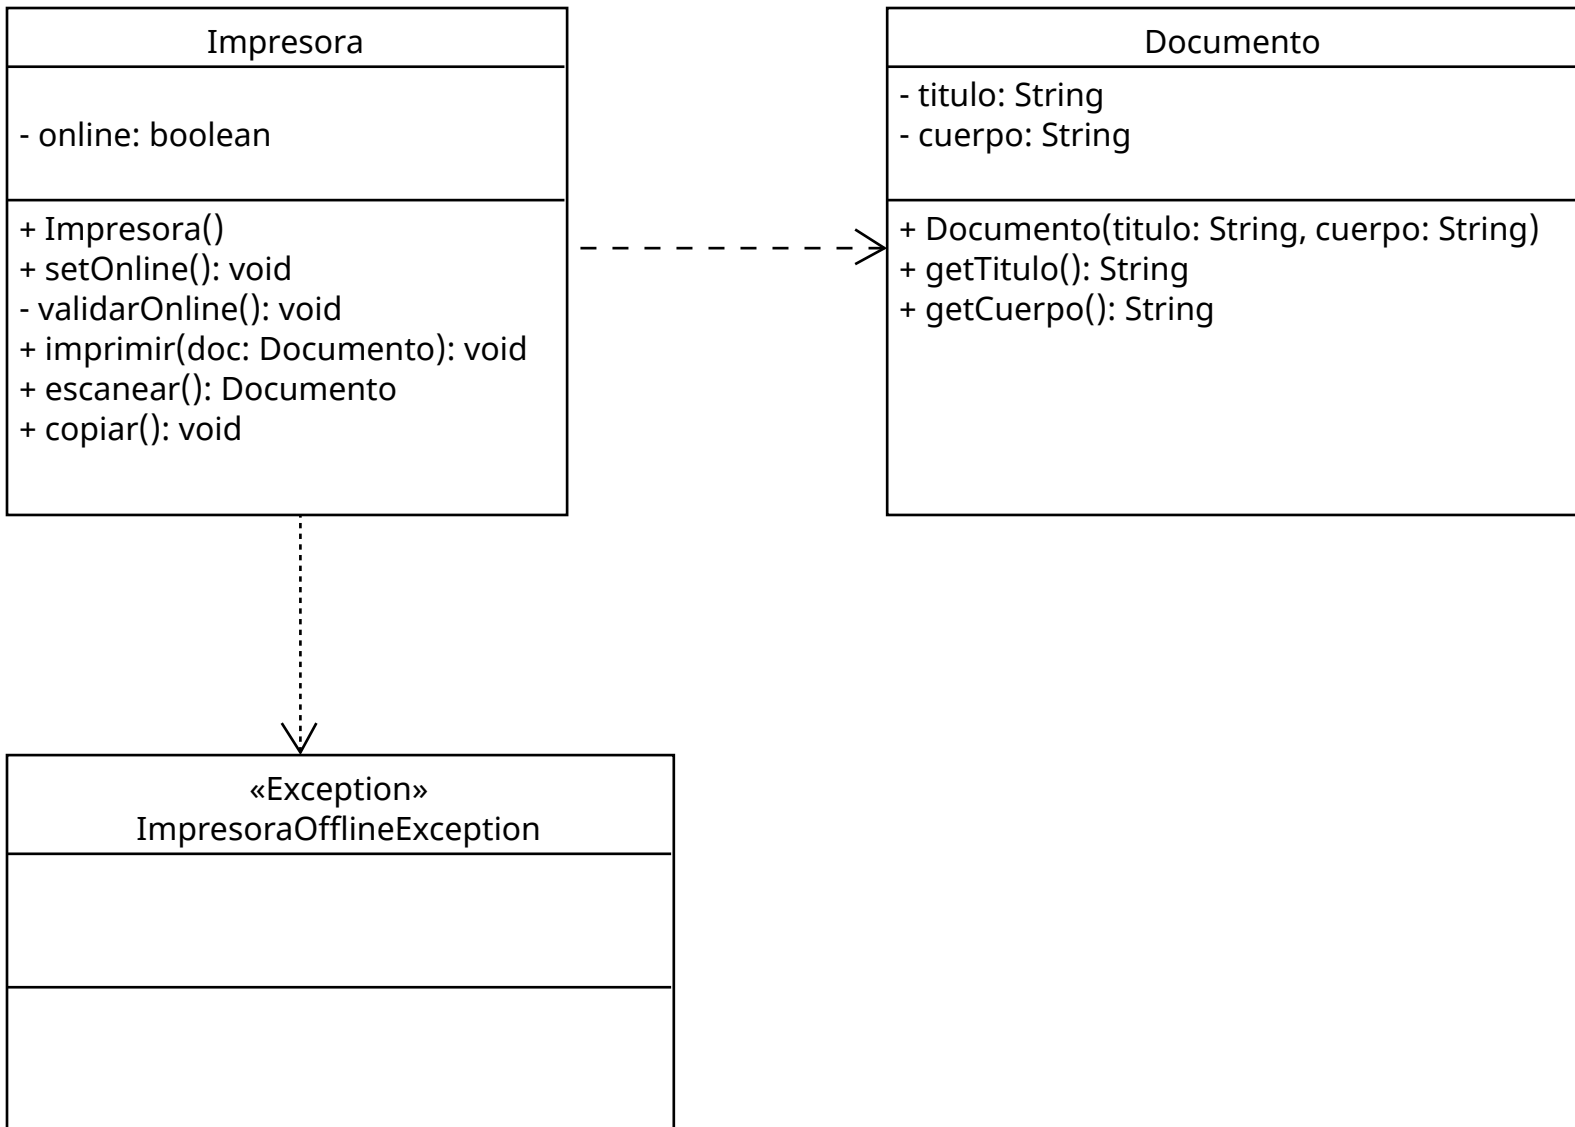 Impresora
- online: boolean
+ Impresora()
+ setOnline(): void
- validarOnline(): void
+ imprimir(doc: Documento): void
+ escanear(): Documento
+ copiar(): void
Documento
- titulo: String
- cuerpo: String
+ Documento(titulo: String, cuerpo: String)
+ getTitulo(): String
+ getCuerpo(): String
«Exception»
ImpresoraOfflineException